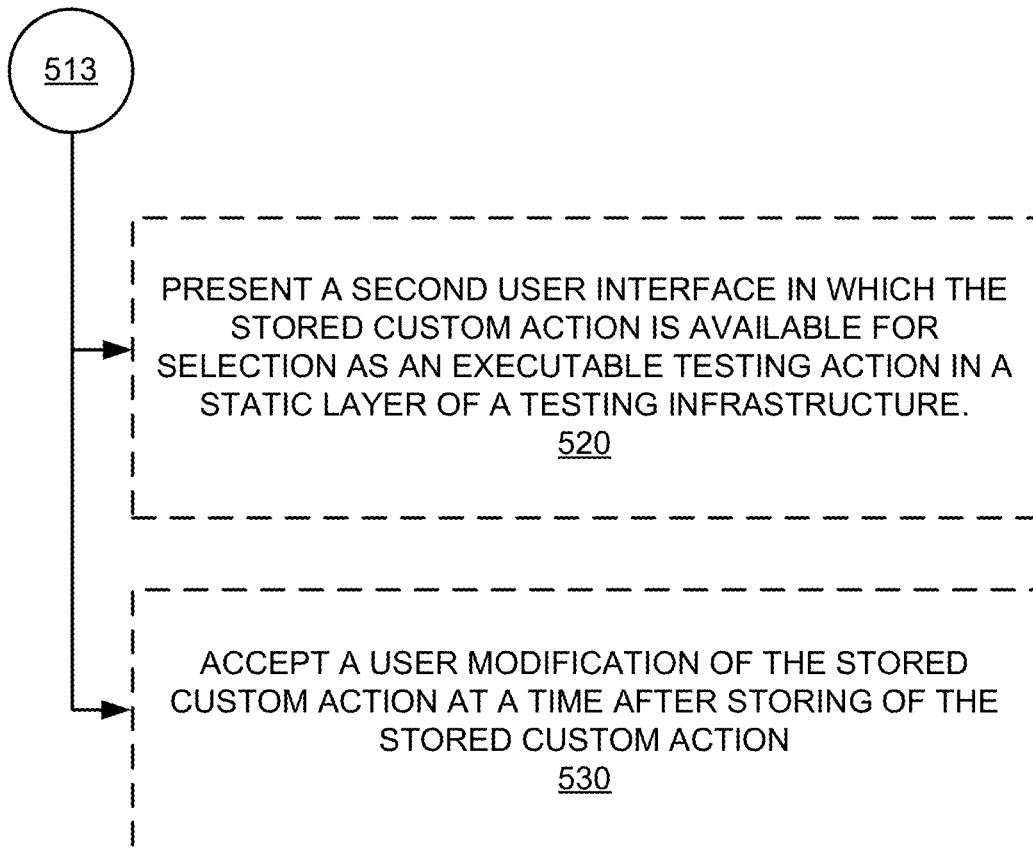 513
PRESENT A SECOND USER INTERFACE IN WHICH THE
STORED CUSTOM ACTION IS AVAILABLE FOR
SELECTION AS AN EXECUTABLE TESTING ACTION IN A
STATIC LAYER OF A TESTING INFRASTRUCTURE.
520
ACCEPT A USER MODIFICATION OF THE STORED
CUSTOM ACTION AT A TIME AFTER STORING OF THE
STORED CUSTOM ACTION
530